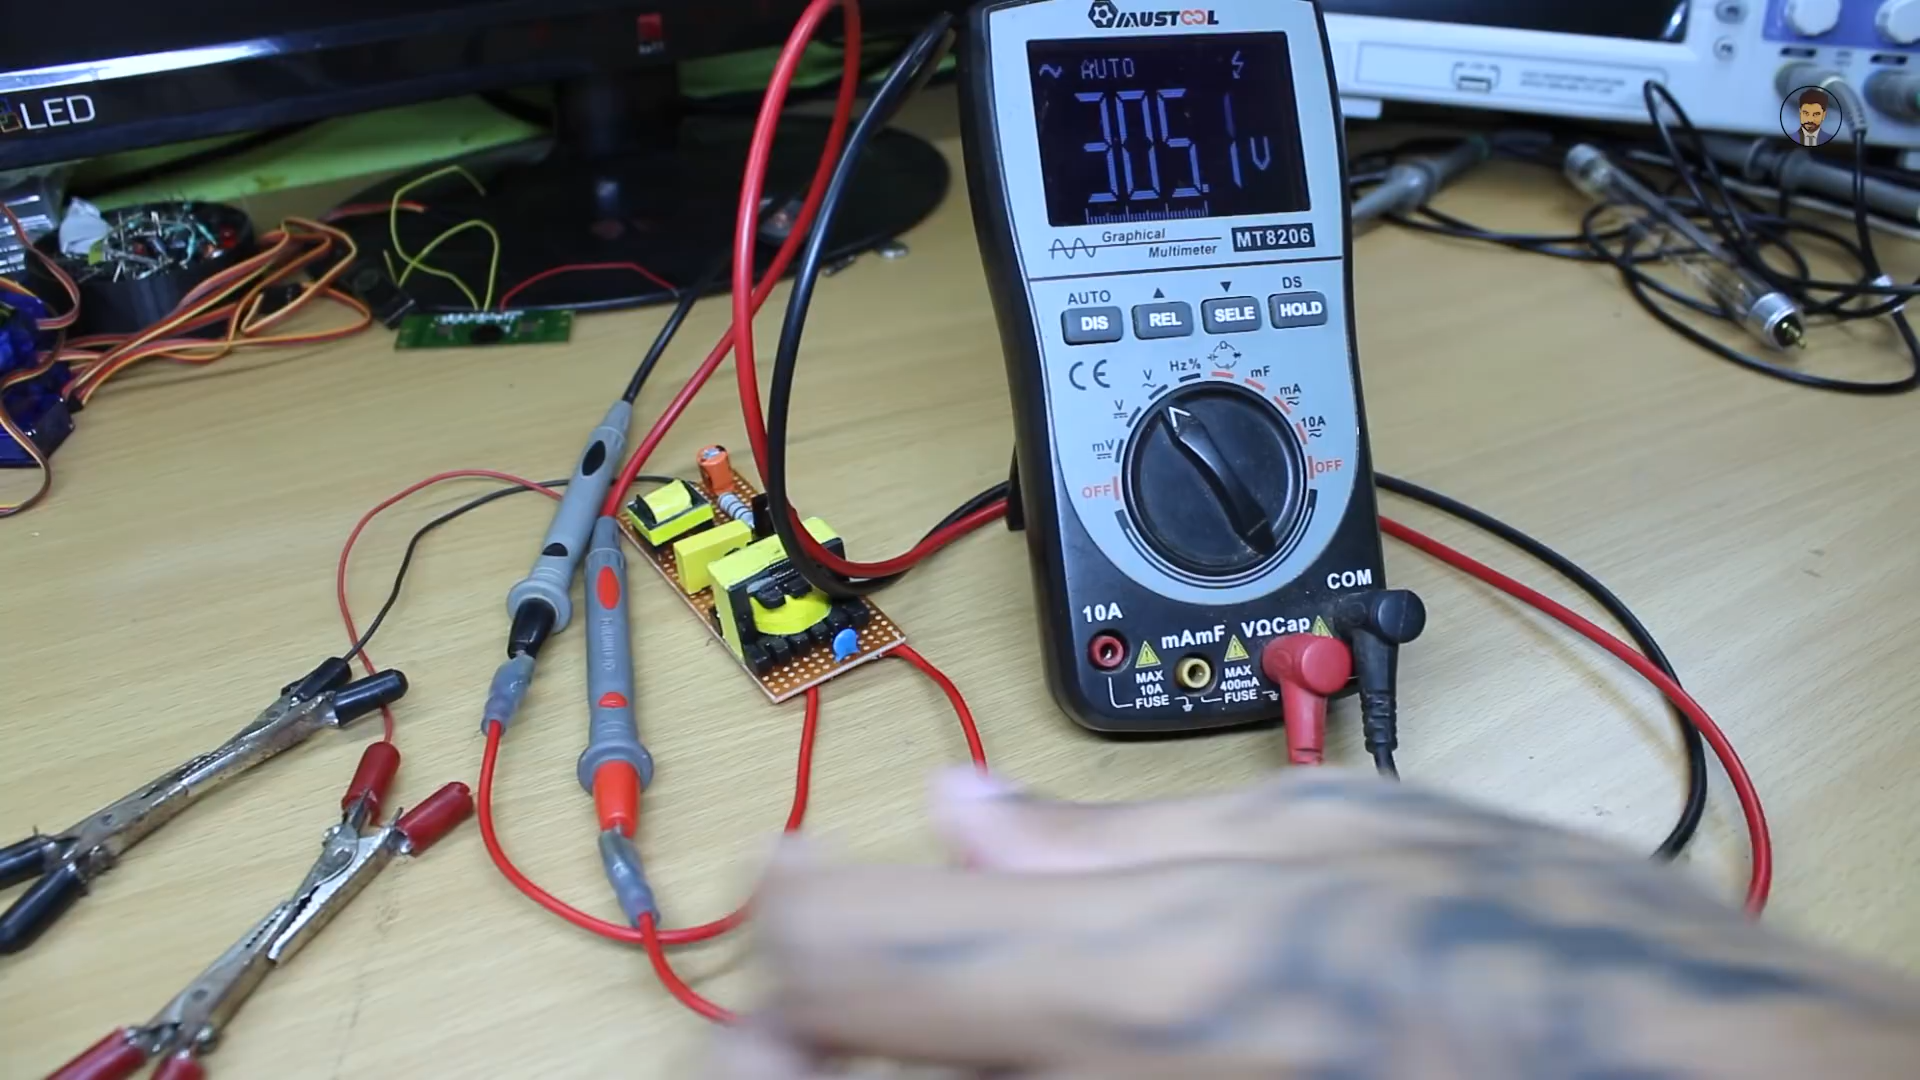 LED
MUSTOOL
AUTO
305.1 V
Graphical
Multimeter
MT8206
AUTO
DS
DIS
REL
SELE
HOLD
CE
Hz%
V
mF
V
mA
mV
10A
OFF
OFF
COM
10A
mAmF
VΩCap
MAX
10A
FUSE
MAX
400mA
FUSE